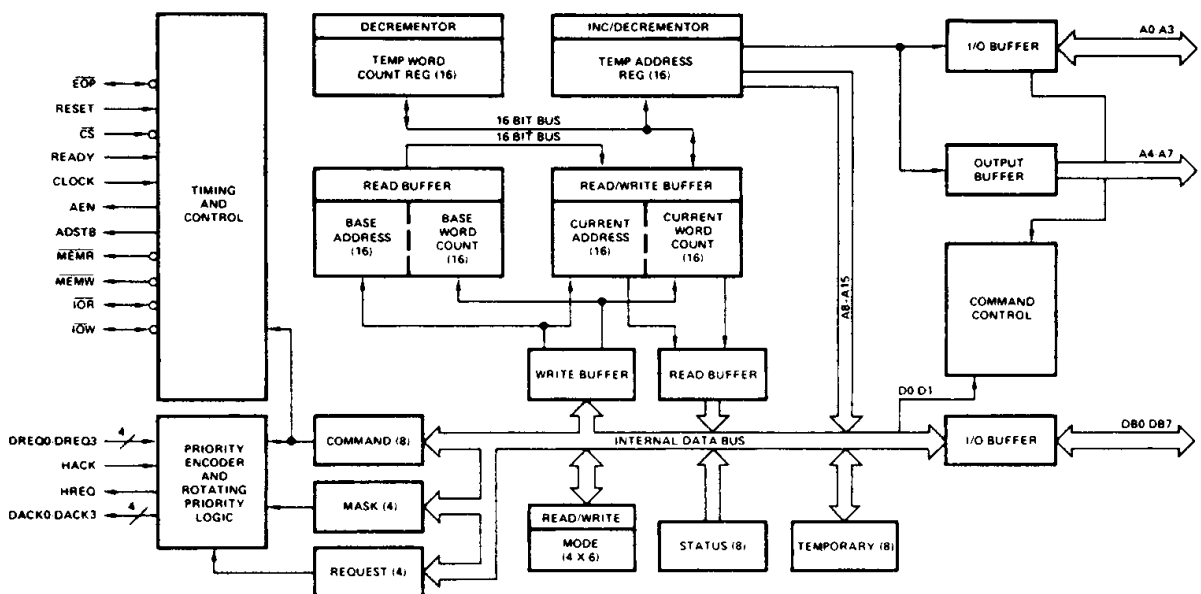 DECREMENTOR
TEMP WORD
COUNT REG (16)
INC/DECREMENTOR
TEMP ADDRESS
REG (16)
I/O BUFFER
A0-A3
16 BIT BUS
16 BIT BUS
EOP
RESET
CS
READY
CLOCK
AEN
ADSTB
MEMR
MEMW
IOR
IOW
TIMING
AND
CONTROL
READ BUFFER
BASE
ADDRESS
(16)
BASE
WORD
COUNT
(16)
READ/WRITE BUFFER
CURRENT
ADDRESS
(16)
CURRENT
WORD
COUNT
(16)
OUTPUT
BUFFER
A4-A7
A8-A15
COMMAND
CONTROL
WRITE BUFFER
READ BUFFER
D0-D1
DREQ0-DREQ3
4
HACK
HREQ
DACK0-DACK3
4
PRIORITY
ENCODER
AND
ROTATING
PRIORITY
LOGIC
COMMAND (8)
MASK (4)
REQUEST (4)
INTERNAL DATA BUS
I/O BUFFER
DB0-DB7
READ/WRITE
MODE
(4 X 6)
STATUS (8)
TEMPORARY (8)